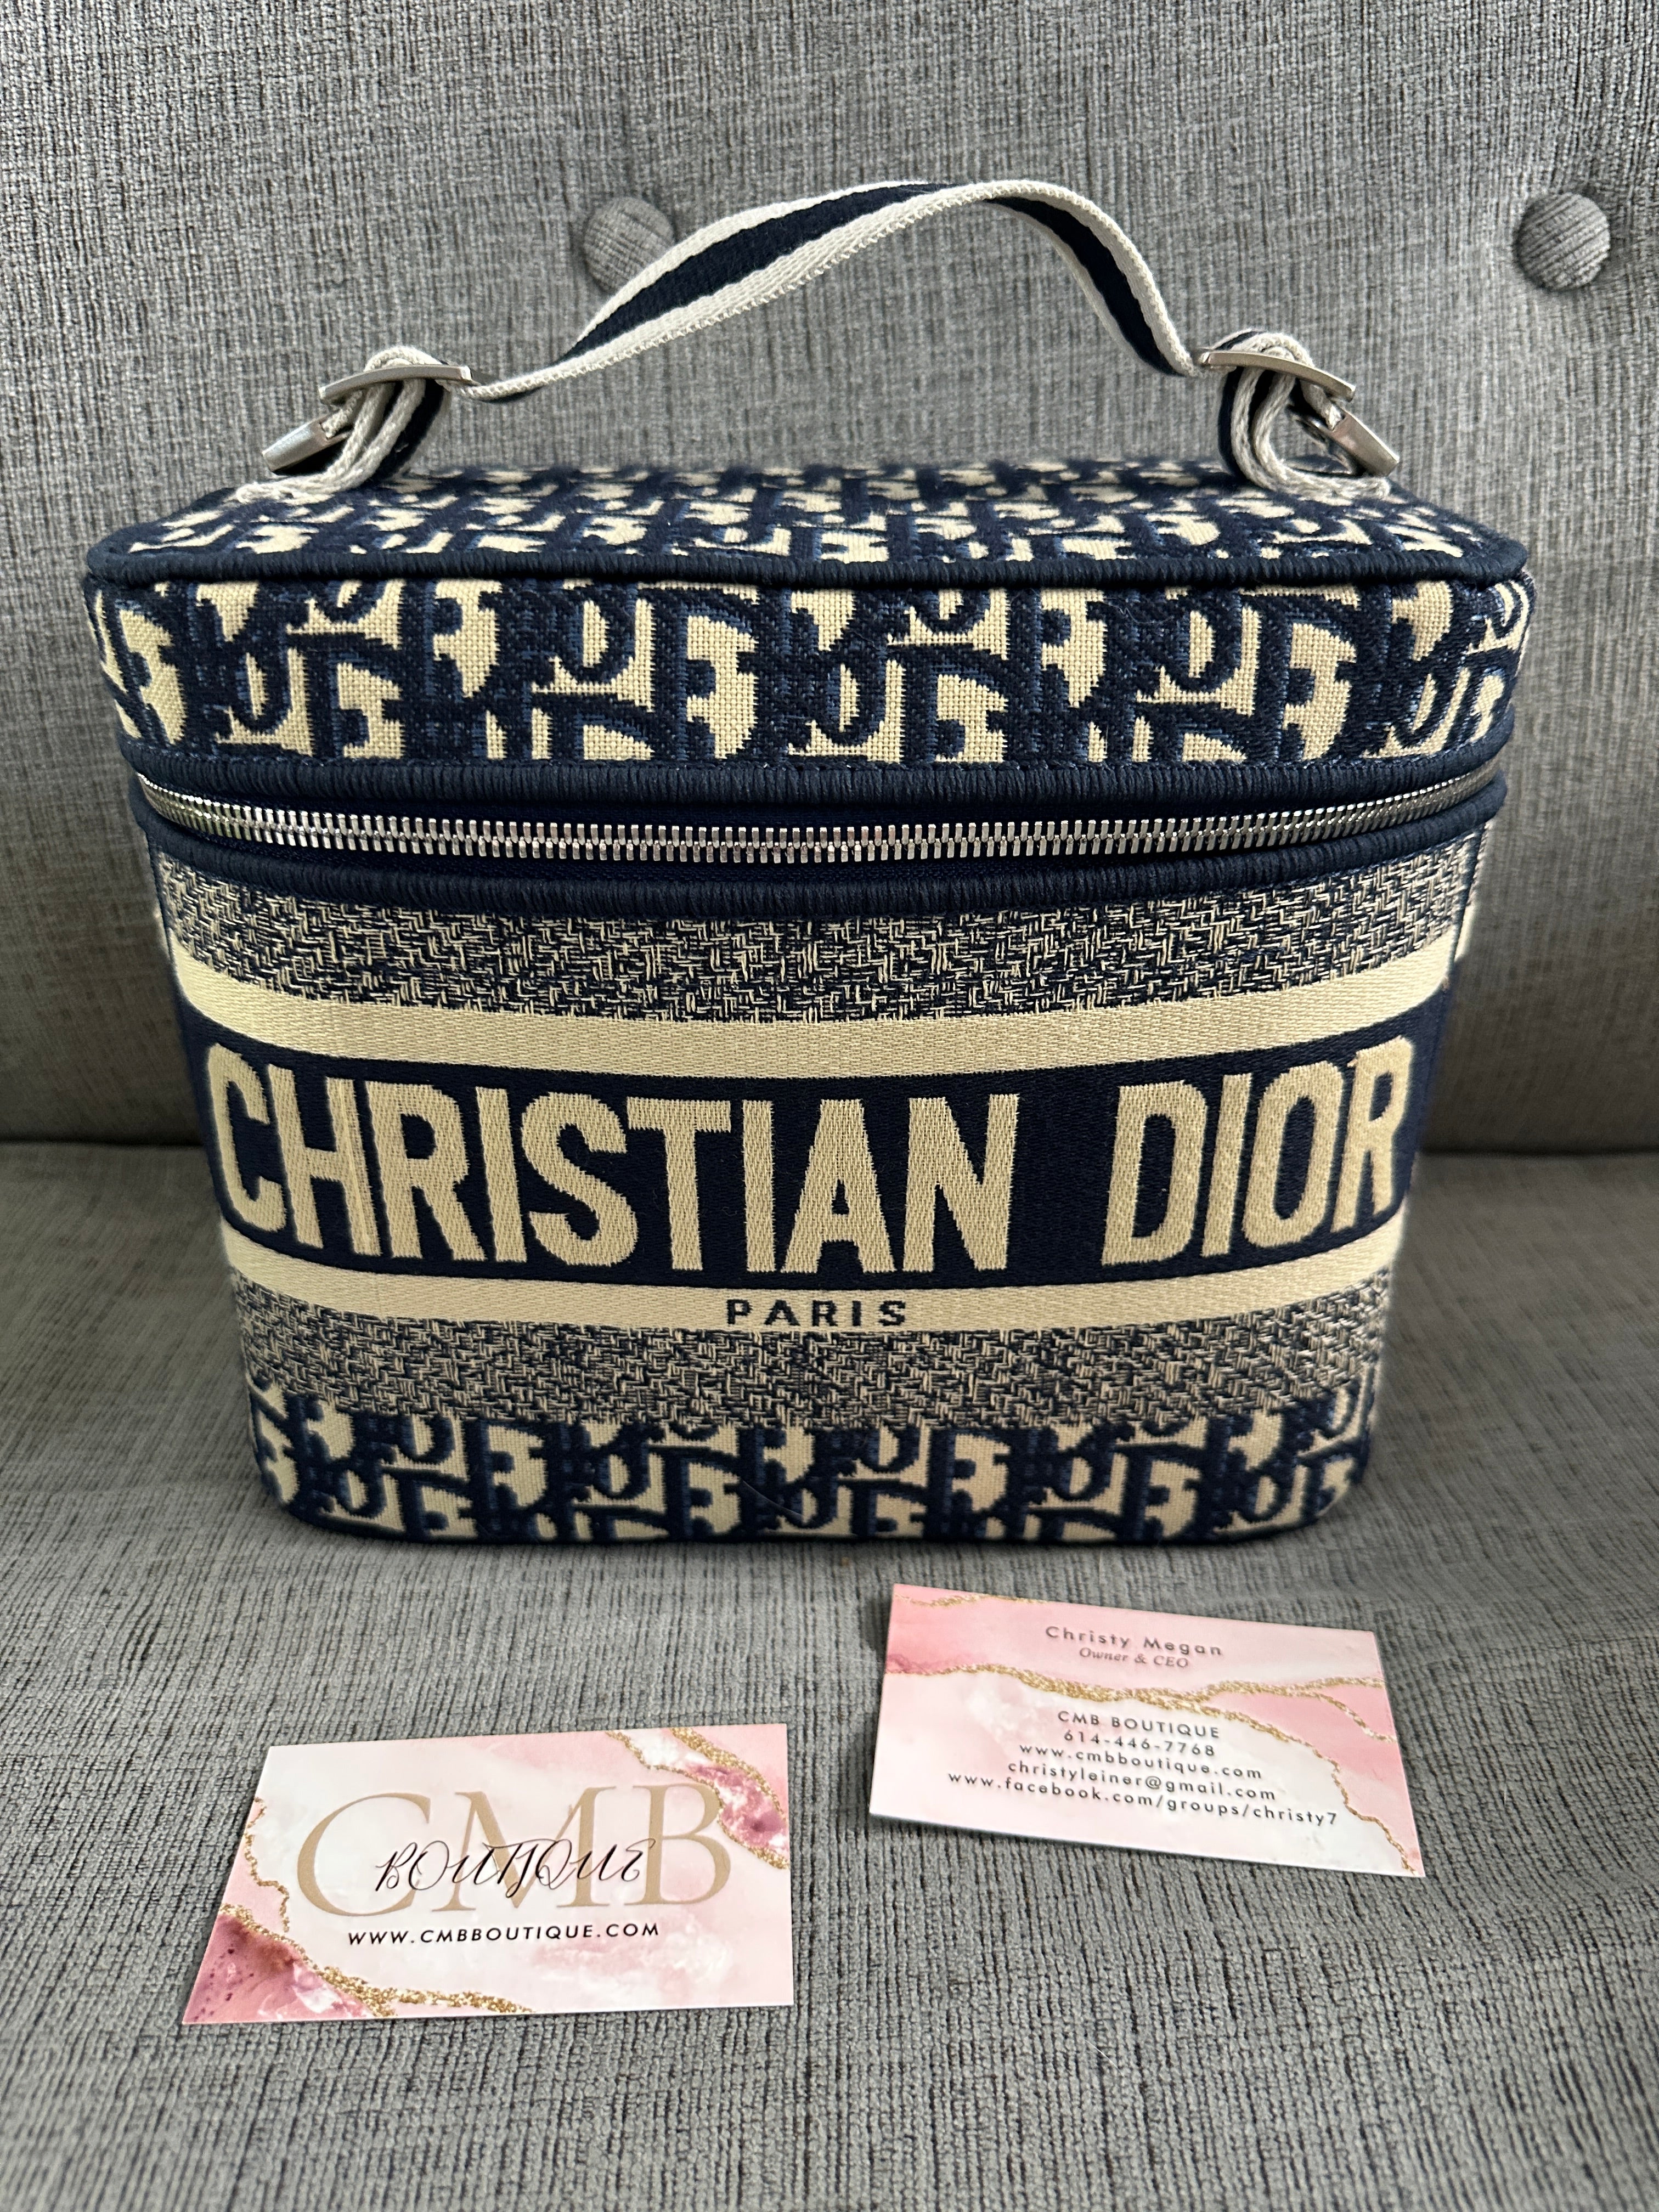 CHRISTIAN DIOR
PARIS
Christy Megan
Owner & CEO
CMB BOUTIQUE
614-446-7768
www.cmbboutique.com
christyleiner@gmail.com
www.facebook.com/groups/christy7
CMB
BOUTIQUE
WWW.CMBBOUTIQUE.COM